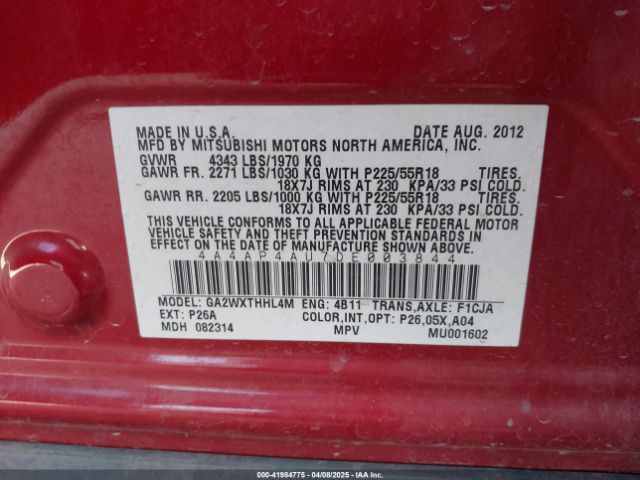 MADE IN U.S.A. DATE AUG. 2012
MFD BY MITSUBISHI MOTORS NORTH AMERICA, INC.
GVWR 4343 LBS/1970 KG
GAWR FR. 2271 LBS/1030 KG WITH P225/55R18 TIRES.
18X7J RIMS AT 230 KPA/33 PSI COLD.
GAWR RR. 2205 LBS/1000 KG WITH P225/55R18 TIRES.
18X7J RIMS AT 230 KPA/33 PSI COLD.
THIS VEHICLE CONFORMS TO ALL APPLICABLE FEDERAL MOTOR
VEHICLE SAFETY AND THEFT PREVENTION STANDARDS IN
EFFECT ON THE DATE OF MANUFACTURE SHOWN ABOVE.
4A4AP4AU7DE003844
MODEL: GA2WXTHHL4M ENG: 4B11 TRANS,AXLE: F1CJA
EXT: P26A COLOR,INT,OPT: P26,05X,A04
MDH 082314 MPV MU001602
00-41984775 - 04/08/2025 - IAA Inc.